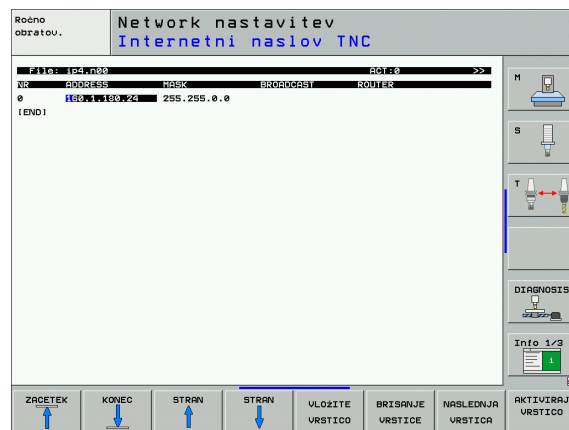 Ročno
obratov.
Network nastavitev
Internetni naslov TNC
File: ip4.n00 ACT:0 >>
NR ADDRESS MASK BROADCAST ROUTER
0 160.1.180.24 255.255.0.0
[END]
M
S
T
DIAGNOSIS
Info 1/3
i
ZACETEK
KONEC
STRAN
STRAN
VLOŽITE
VRSTICO
BRISANJE
VRSTICE
NASLEDNJA
VRSTICA
AKTIVIRAJ
VRSTICO